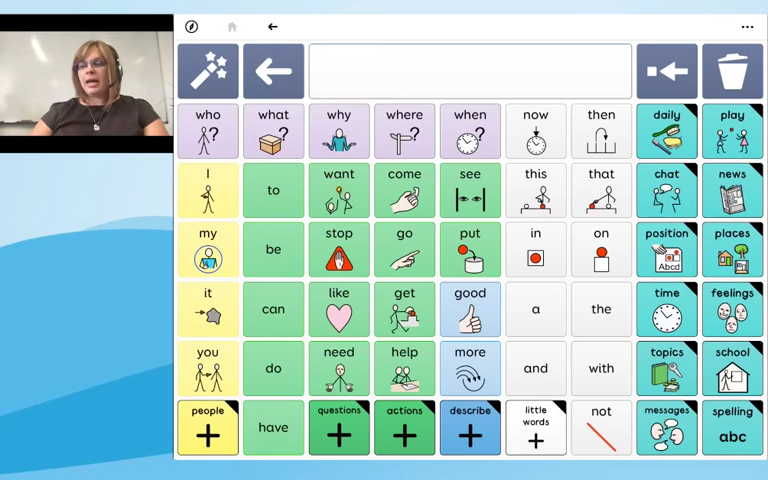 who what why where when now then daily play
I to want come see this that chat news
my be stop go put in on position places
Abcd
it can like get good a the time feelings
you do need help more and with topics school
people have questions actions describe little words not messages spelling
abc